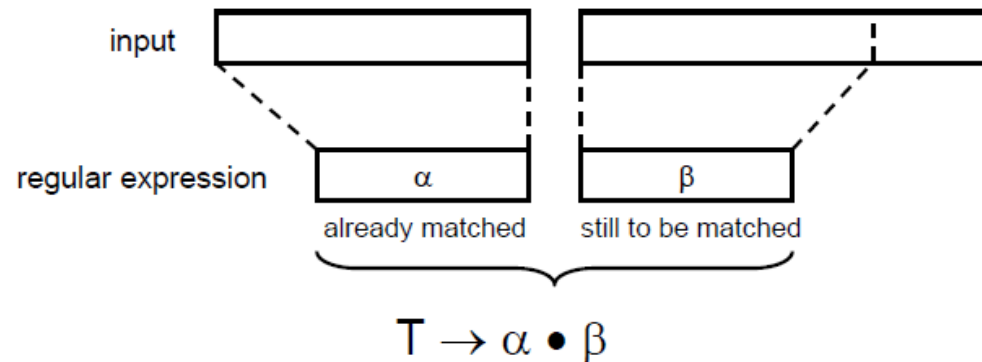 input
regular expression
α
β
already matched
still to be matched
T → α • β